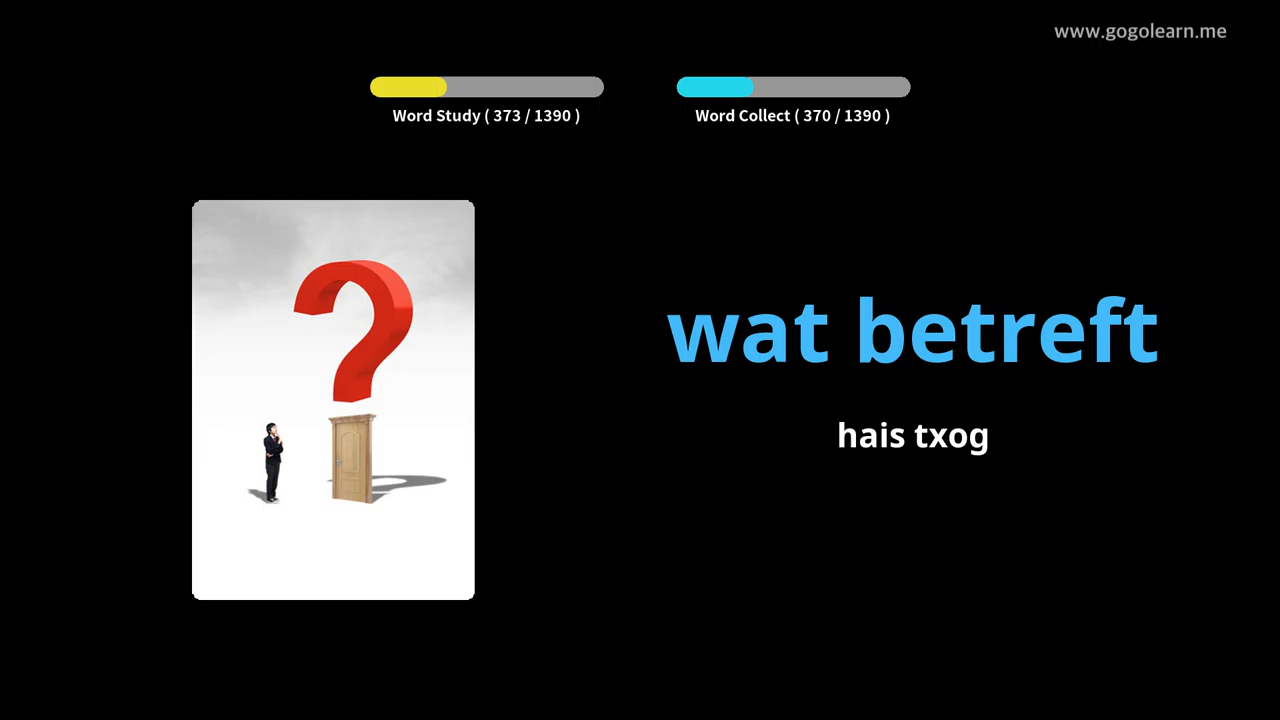 www.gogolearn.me
Word Study ( 373 / 1390 )
Word Collect ( 370 / 1390 )
wat betreft
hais txog